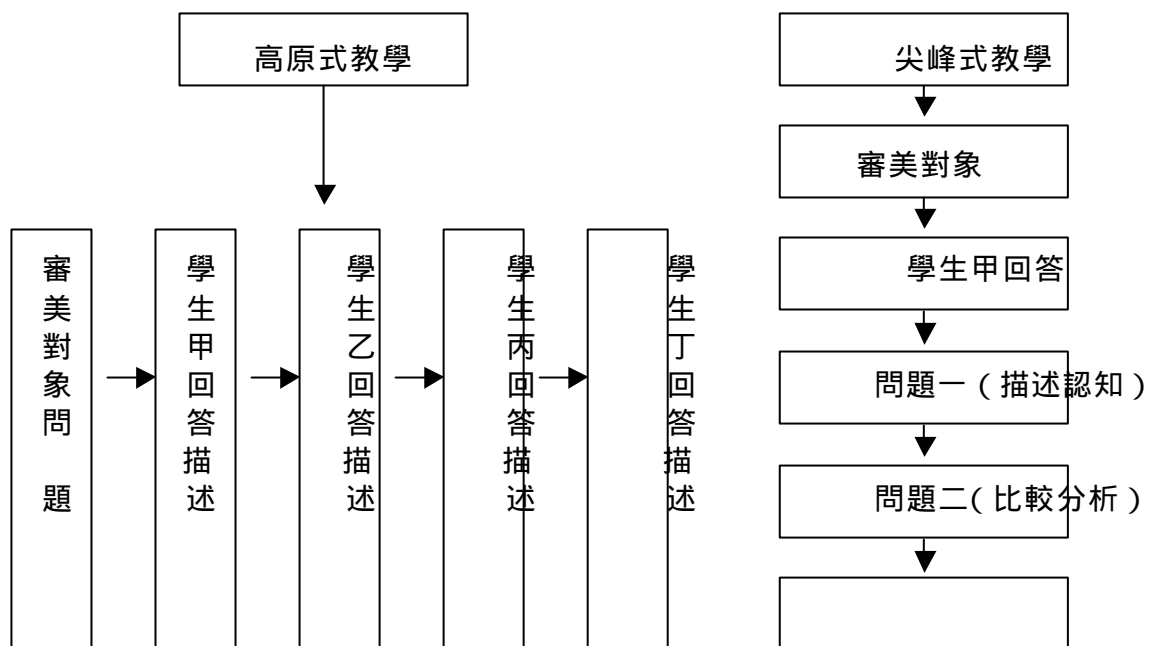 高原式教學
審美對象問 題
學生甲回答描述
學生乙回答描述
學生丙回答描述
學生丁回答描述
尖峰式教學
審美對象
學生甲回答
問題一（描述認知）
問題二（比較分析）